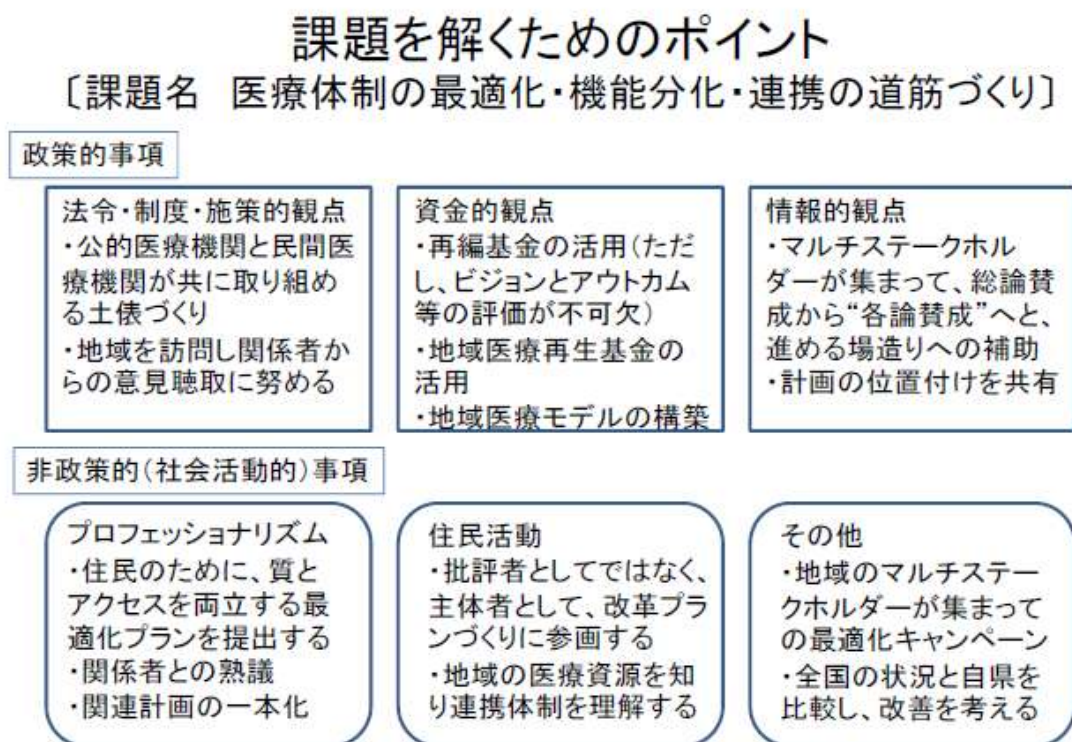 課題を解くためのポイント
〔課題名　医療体制の最適化・機能分化・連携の道筋づくり〕
政策的事項
法令・制度・施策的観点
・公的医療機関と民間医
療機関が共に取り組め
る土俵づくり
・地域を訪問し関係者か
らの意見聴取に努める
資金的観点
・再編基金の活用(ただ
し、ビジョンとアウトカム
等の評価が不可欠)
・地域医療再生基金の
活用
・地域医療モデルの構築
情報的観点
・マルチステークホル
ダーが集まって、総論賛
成から“各論賛成”へと、
進める場造りへの補助
・計画の位置付けを共有
非政策的(社会活動的)事項
プロフェッショナリズム
・住民のために、質と
アクセスを両立する最
適化プランを提出する
・関係者との熟議
・関連計画の一本化
住民活動
・批評者としてではなく、
主体者として、改革プラ
ンづくりに参画する
・地域の医療資源を知
り連携体制を理解する
その他
・地域のマルチステー
クホルダーが集まって
の最適化キャンペーン
・全国の状況と自県を
比較し、改善を考える